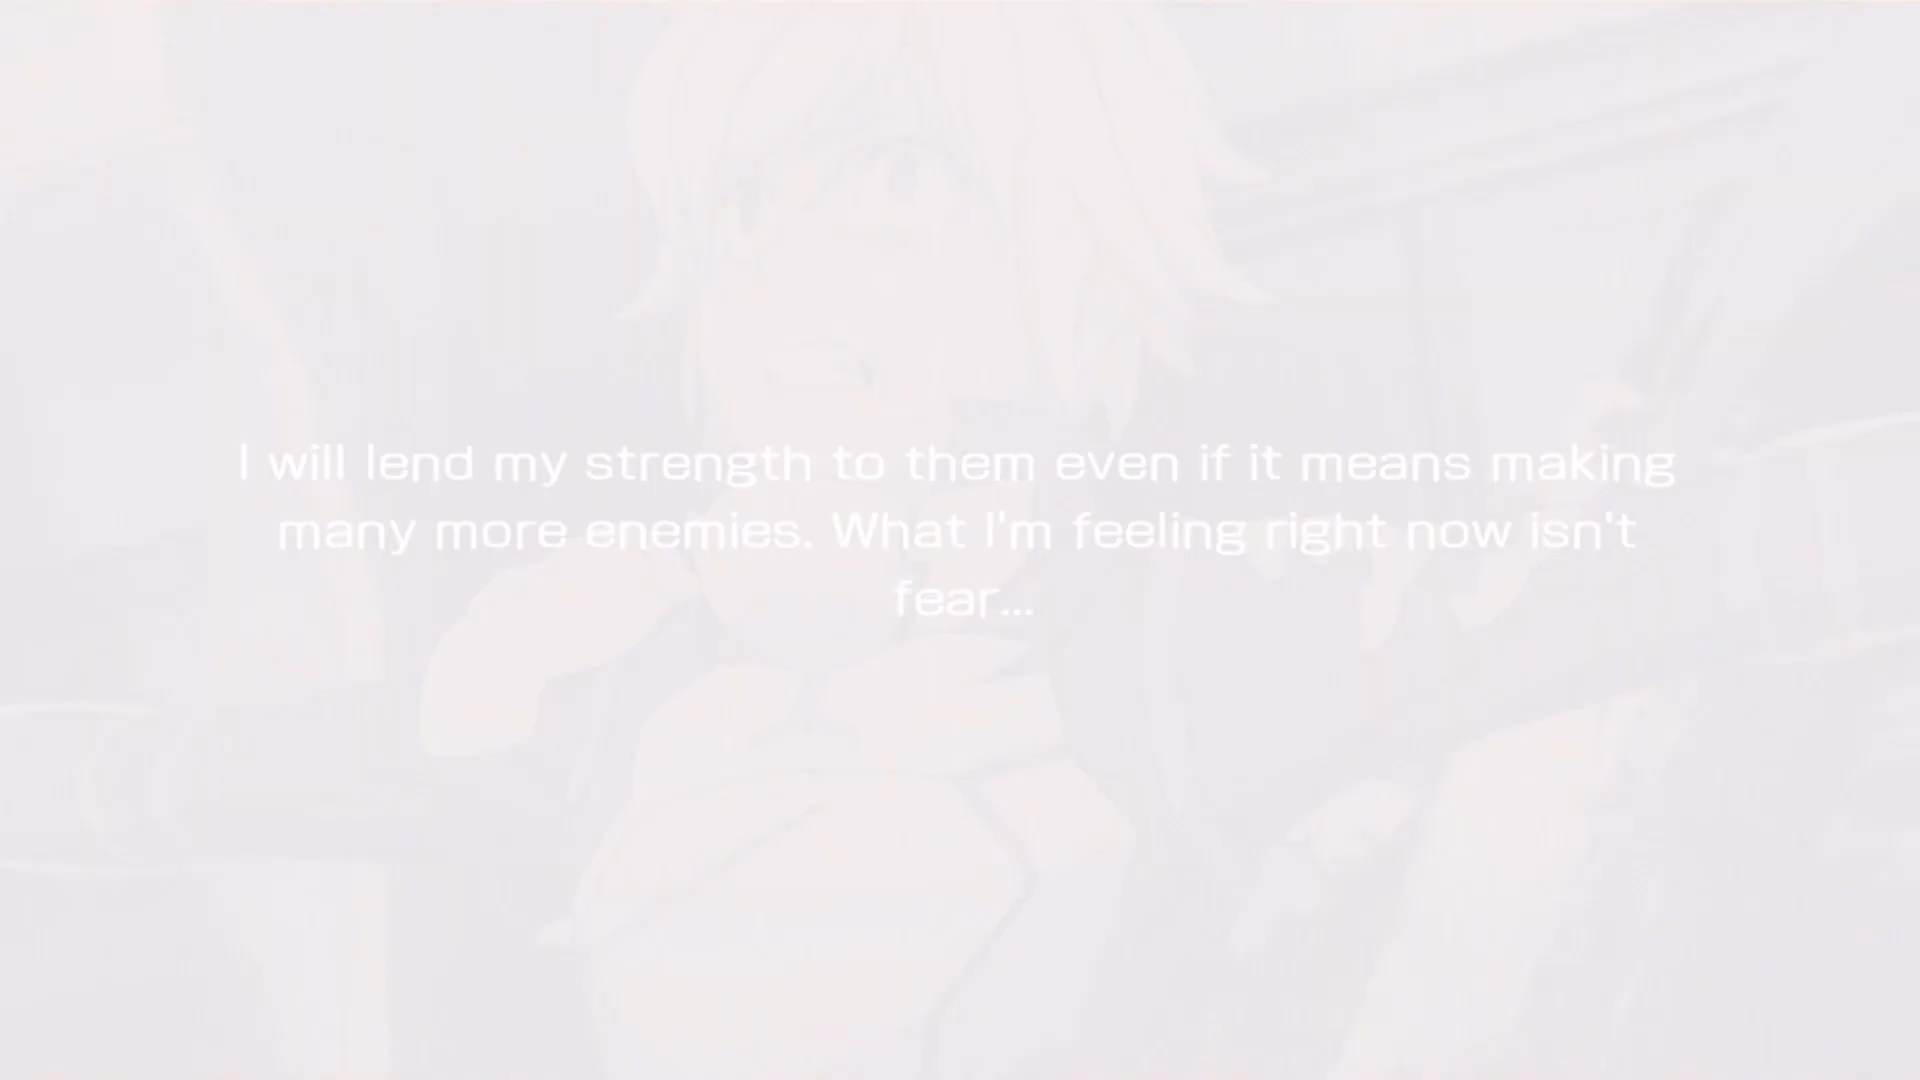 I will lend my strength to them even if it means making
many more enemies. What I'm feeling right now isn't
fear...